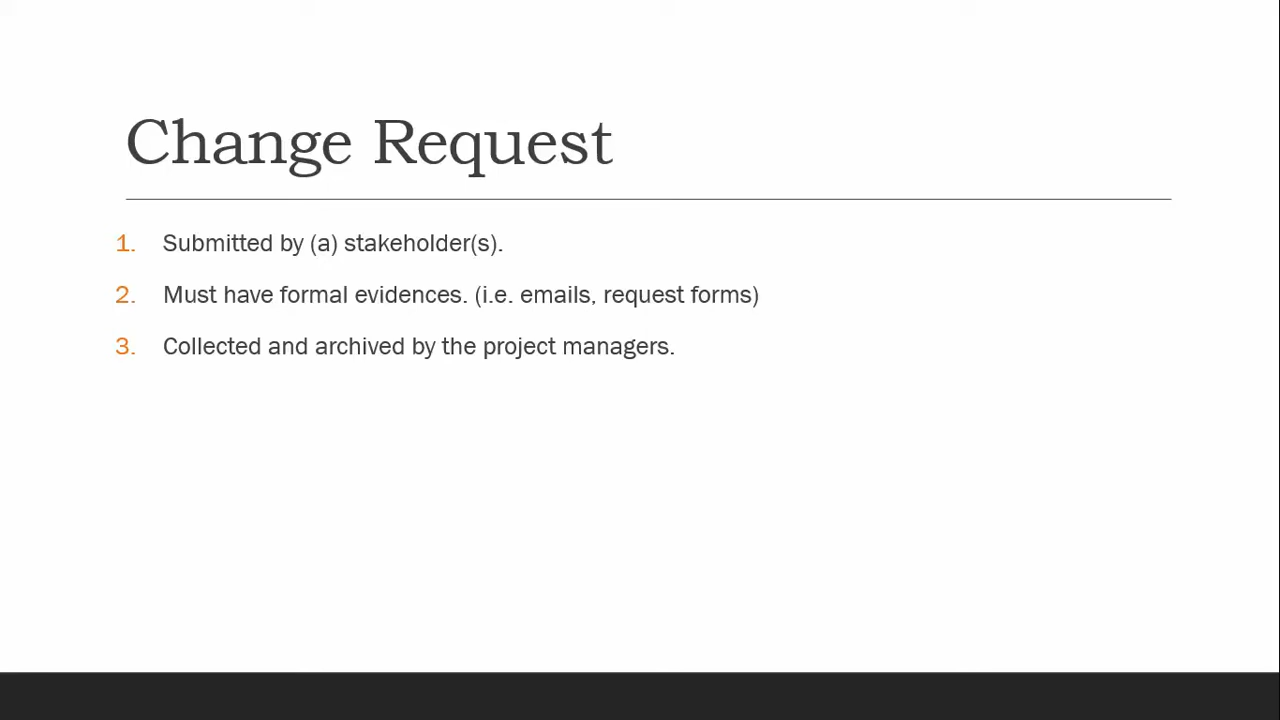 Change Request
1. Submitted by (a) stakeholder(s).
2. Must have formal evidences. (i.e. emails, request forms)
3. Collected and archived by the project managers.